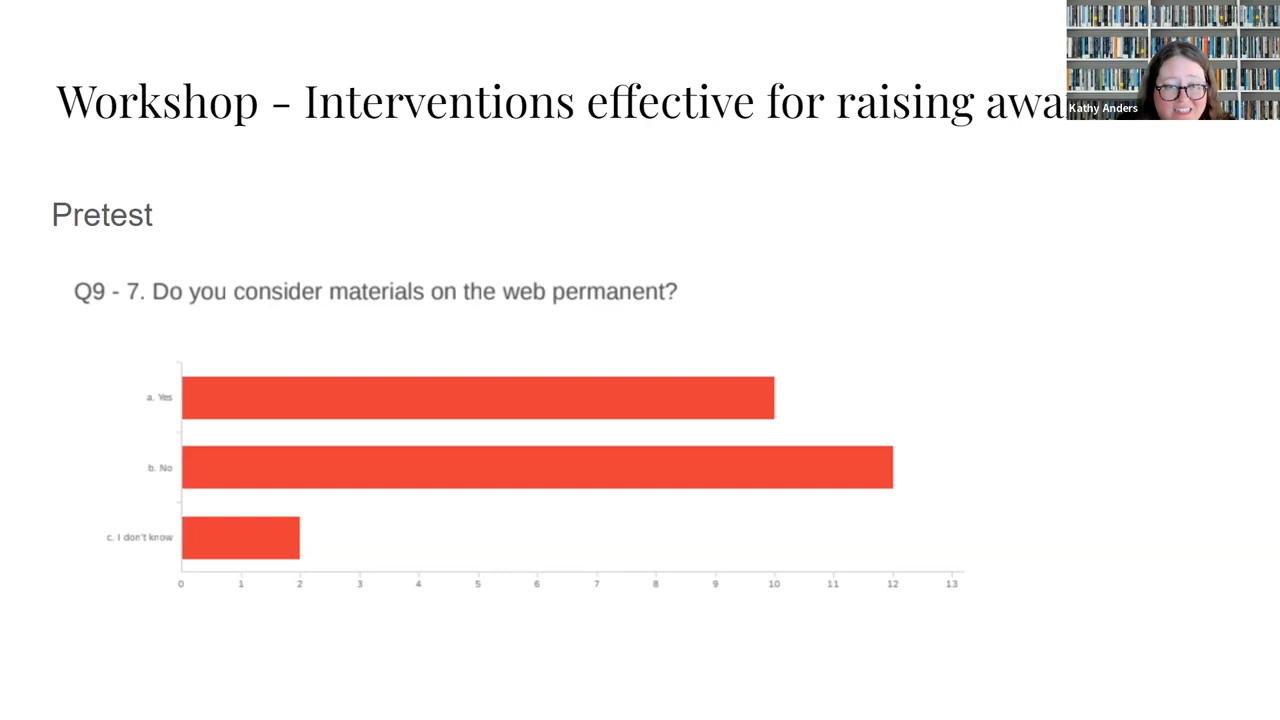 Workshop - Interventions effective for raising awa
Kathy Anders
Pretest
Q9 - 7. Do you consider materials on the web permanent?
a. Yes
b. No
c. I don't know
0 1 2 3 4 5 6 7 8 9 10 11 12 13